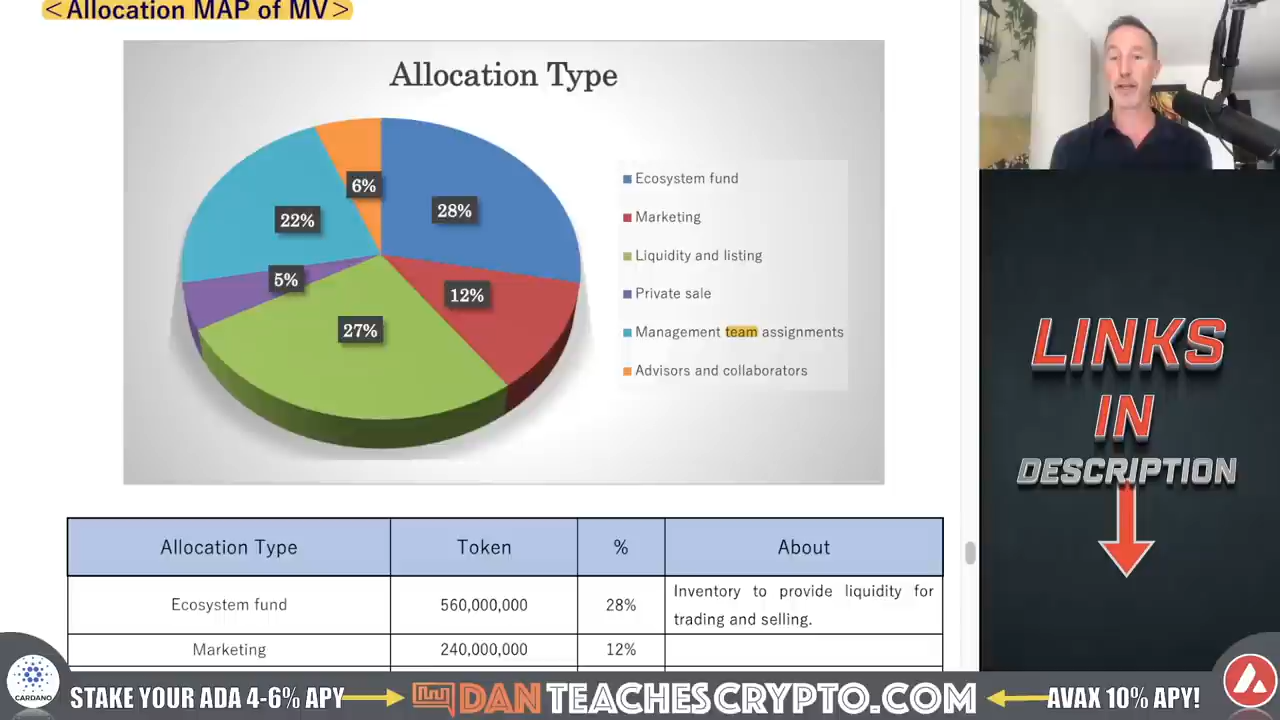 <Allocation MAP of MV>
Allocation Type
6%
28%
22%
5%
12%
27%
Ecosystem fund
Marketing
Liquidity and listing
Private sale
Management team assignments
Advisors and collaborators
LINKS
IN
DESCRIPTION
Allocation Type Token % About
Ecosystem fund 560,000,000 28% Inventory to provide liquidity for
trading and selling.
Marketing 240,000,000 12%
CARDANO
STAKE YOUR ADA 4-6% APY DANTEACHESCRYPTO.COM AVAX 10% APY!